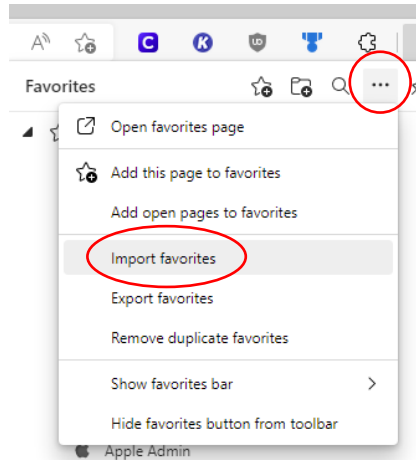 A
C K UD
Favorites
Open favorites page
Add this page to favorites
Add open pages to favorites
Import favorites
Export favorites
Remove duplicate favorites
Show favorites bar
Hide favorites button from toolbar
Apple Admin